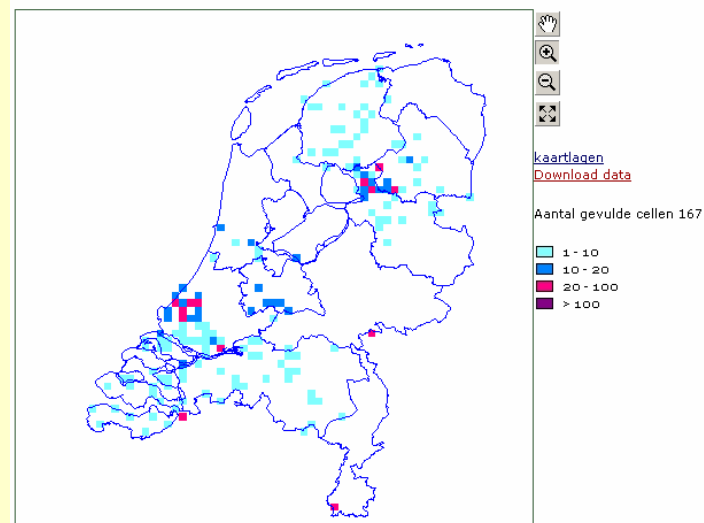 kaartlagen
Download data
Aantal gevulde cellen 167
1 - 10
10 - 20
20 - 100
> 100